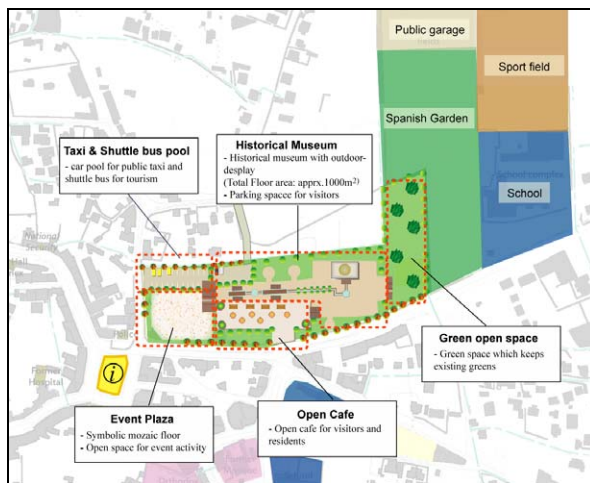 Public garage
Sport field
Spanish Garden
School
Taxi & Shuttle bus pool
- car pool for public taxi and
shuttle bus for tourism
Historical Museum
- Historical museum with outdoor-
desplay
(Total Floor area: apprx.1000m²)
- Parking spacce for visitors
National
Security
Former
Hospital
Green open space
- Green space which keeps
existing greens
Event Plaza
- Symbolic mozaic floor
- Open space for event activity
Open Cafe
- Open cafe for visitors and
residents